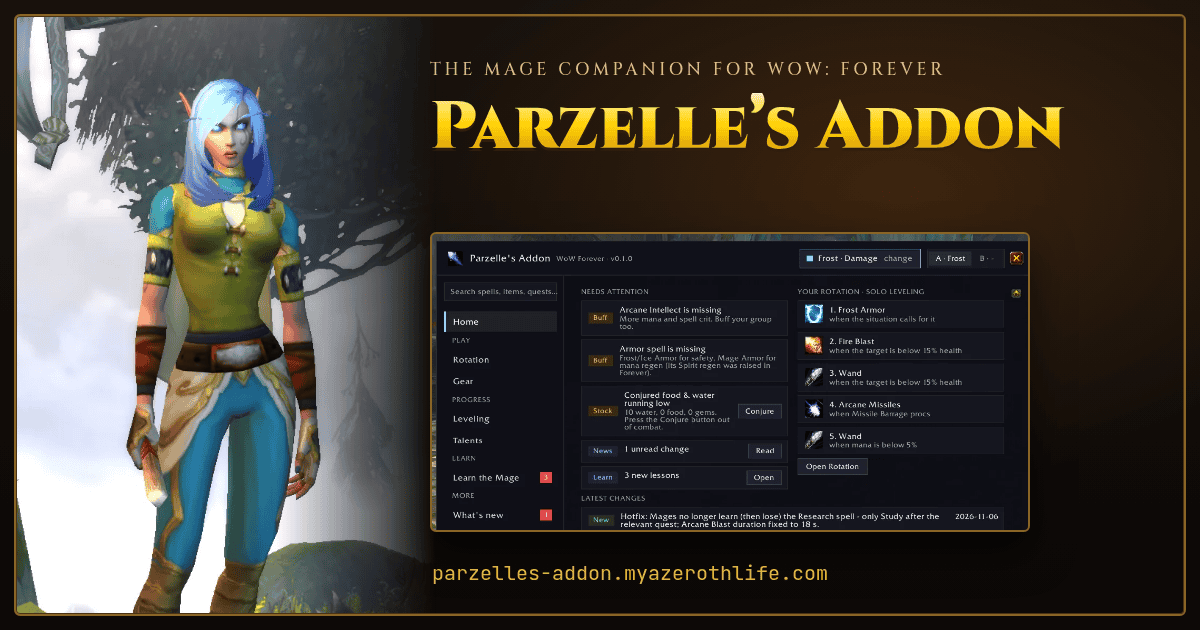 THE MAGE COMPANION FOR WOW: FOREVER
PARZELLE'S ADDON
Parzelle's Addon WoW Forever · v0.1.0
Frost · Damage change
A · Frost
B · -
Search spells, items, quests...
Home
PLAY
Rotation
Gear
PROGRESS
Leveling
Talents
LEARN
Learn the Mage 3
MORE
What's new 1
NEEDS ATTENTION
Buff
Arcane Intellect is missing
More mana and spell crit. Buff your group
too.
Buff
Armor spell is missing
Frost/Ice Armor for safety, Mage Armor for
mana regen (its Spirit regen was raised in
Forever).
Stock
Conjured food & water
running low
10 water, 0 food, 0 gems.
Press the Conjure button out
of combat.
Conjure
News 1 unread change Read
Learn 3 new lessons Open
YOUR ROTATION · SOLO LEVELING
1. Frost Armor
when the situation calls for it
2. Fire Blast
when the target is below 15% health
3. Wand
when the target is below 15% health
4. Arcane Missiles
when Missile Barrage procs
5. Wand
when mana is below 5%
Open Rotation
LATEST CHANGES
New
Hotfix: Mages no longer learn (then lose) the Research spell - only Study after the
relevant quest; Arcane Blast duration fixed to 18 s.
2026-11-06
parzelles-addon.myazerothlife.com